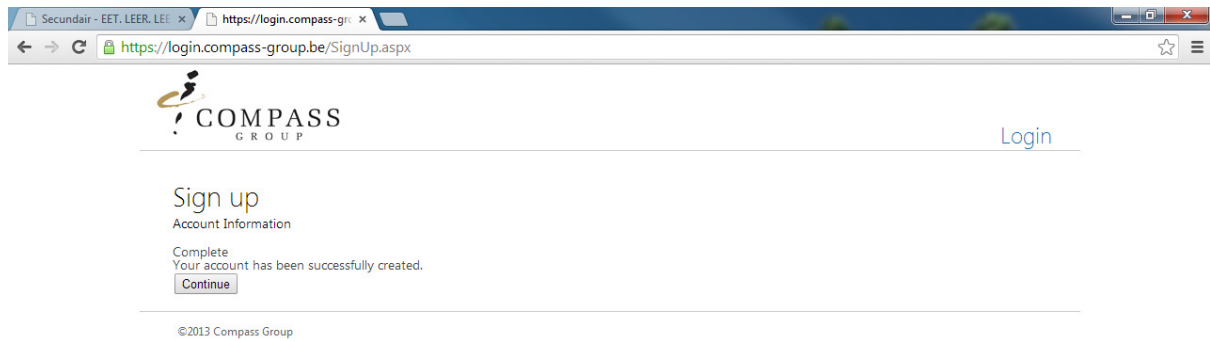 Secundair - EET. LEER. LEE
https://login.compass-gro
https://login.compass-group.be/SignUp.aspx
COMPASS
GROUP
Login
Sign up
Account Information
Complete
Your account has been successfully created.
Continue
©2013 Compass Group